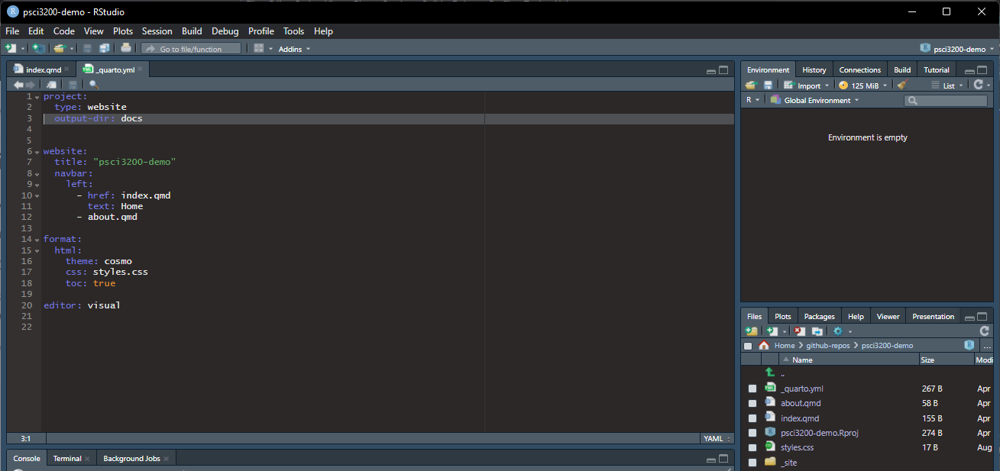 psci3200-demo - RStudio
File Edit Code View Plots Session Build Debug Profile Tools Help
Go to file/function Addins psci3200-demo
index.qmd _quarto.yml
1 project:
2 type: website
3 output-dir: docs
4
5
6 website:
7 title: "psci3200-demo"
8 navbar:
9 left:
10 - href: index.qmd
11 text: Home
12 - about.qmd
13
14 format:
15 html:
16 theme: cosmo
17 css: styles.css
18 toc: true
19
20 editor: visual
21
22
3:1 YAML
Console Terminal Background Jobs
Environment History Connections Build Tutorial
Import 125 MiB List
R Global Environment
Environment is empty
Files Plots Packages Help Viewer Presentation
Home github-repos psci3200-demo ...
Name Size Modi
..
_quarto.yml 267 B Apr
about.qmd 58 B Apr
index.qmd 155 B Apr
psci3200-demo.Rproj 274 B Apr
styles.css 17 B Aug
_site